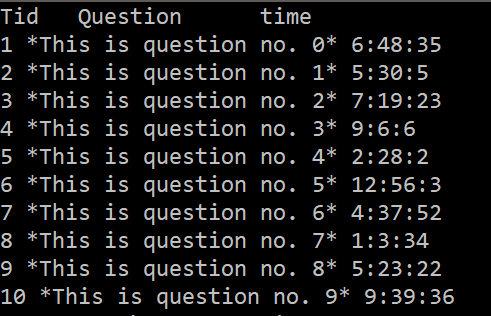 Tid   Question      time
1 *This is question no. 0* 6:48:35
2 *This is question no. 1* 5:30:5
3 *This is question no. 2* 7:19:23
4 *This is question no. 3* 9:6:6
5 *This is question no. 4* 2:28:2
6 *This is question no. 5* 12:56:3
7 *This is question no. 6* 4:37:52
8 *This is question no. 7* 1:3:34
9 *This is question no. 8* 5:23:22
10 *This is question no. 9* 9:39:36